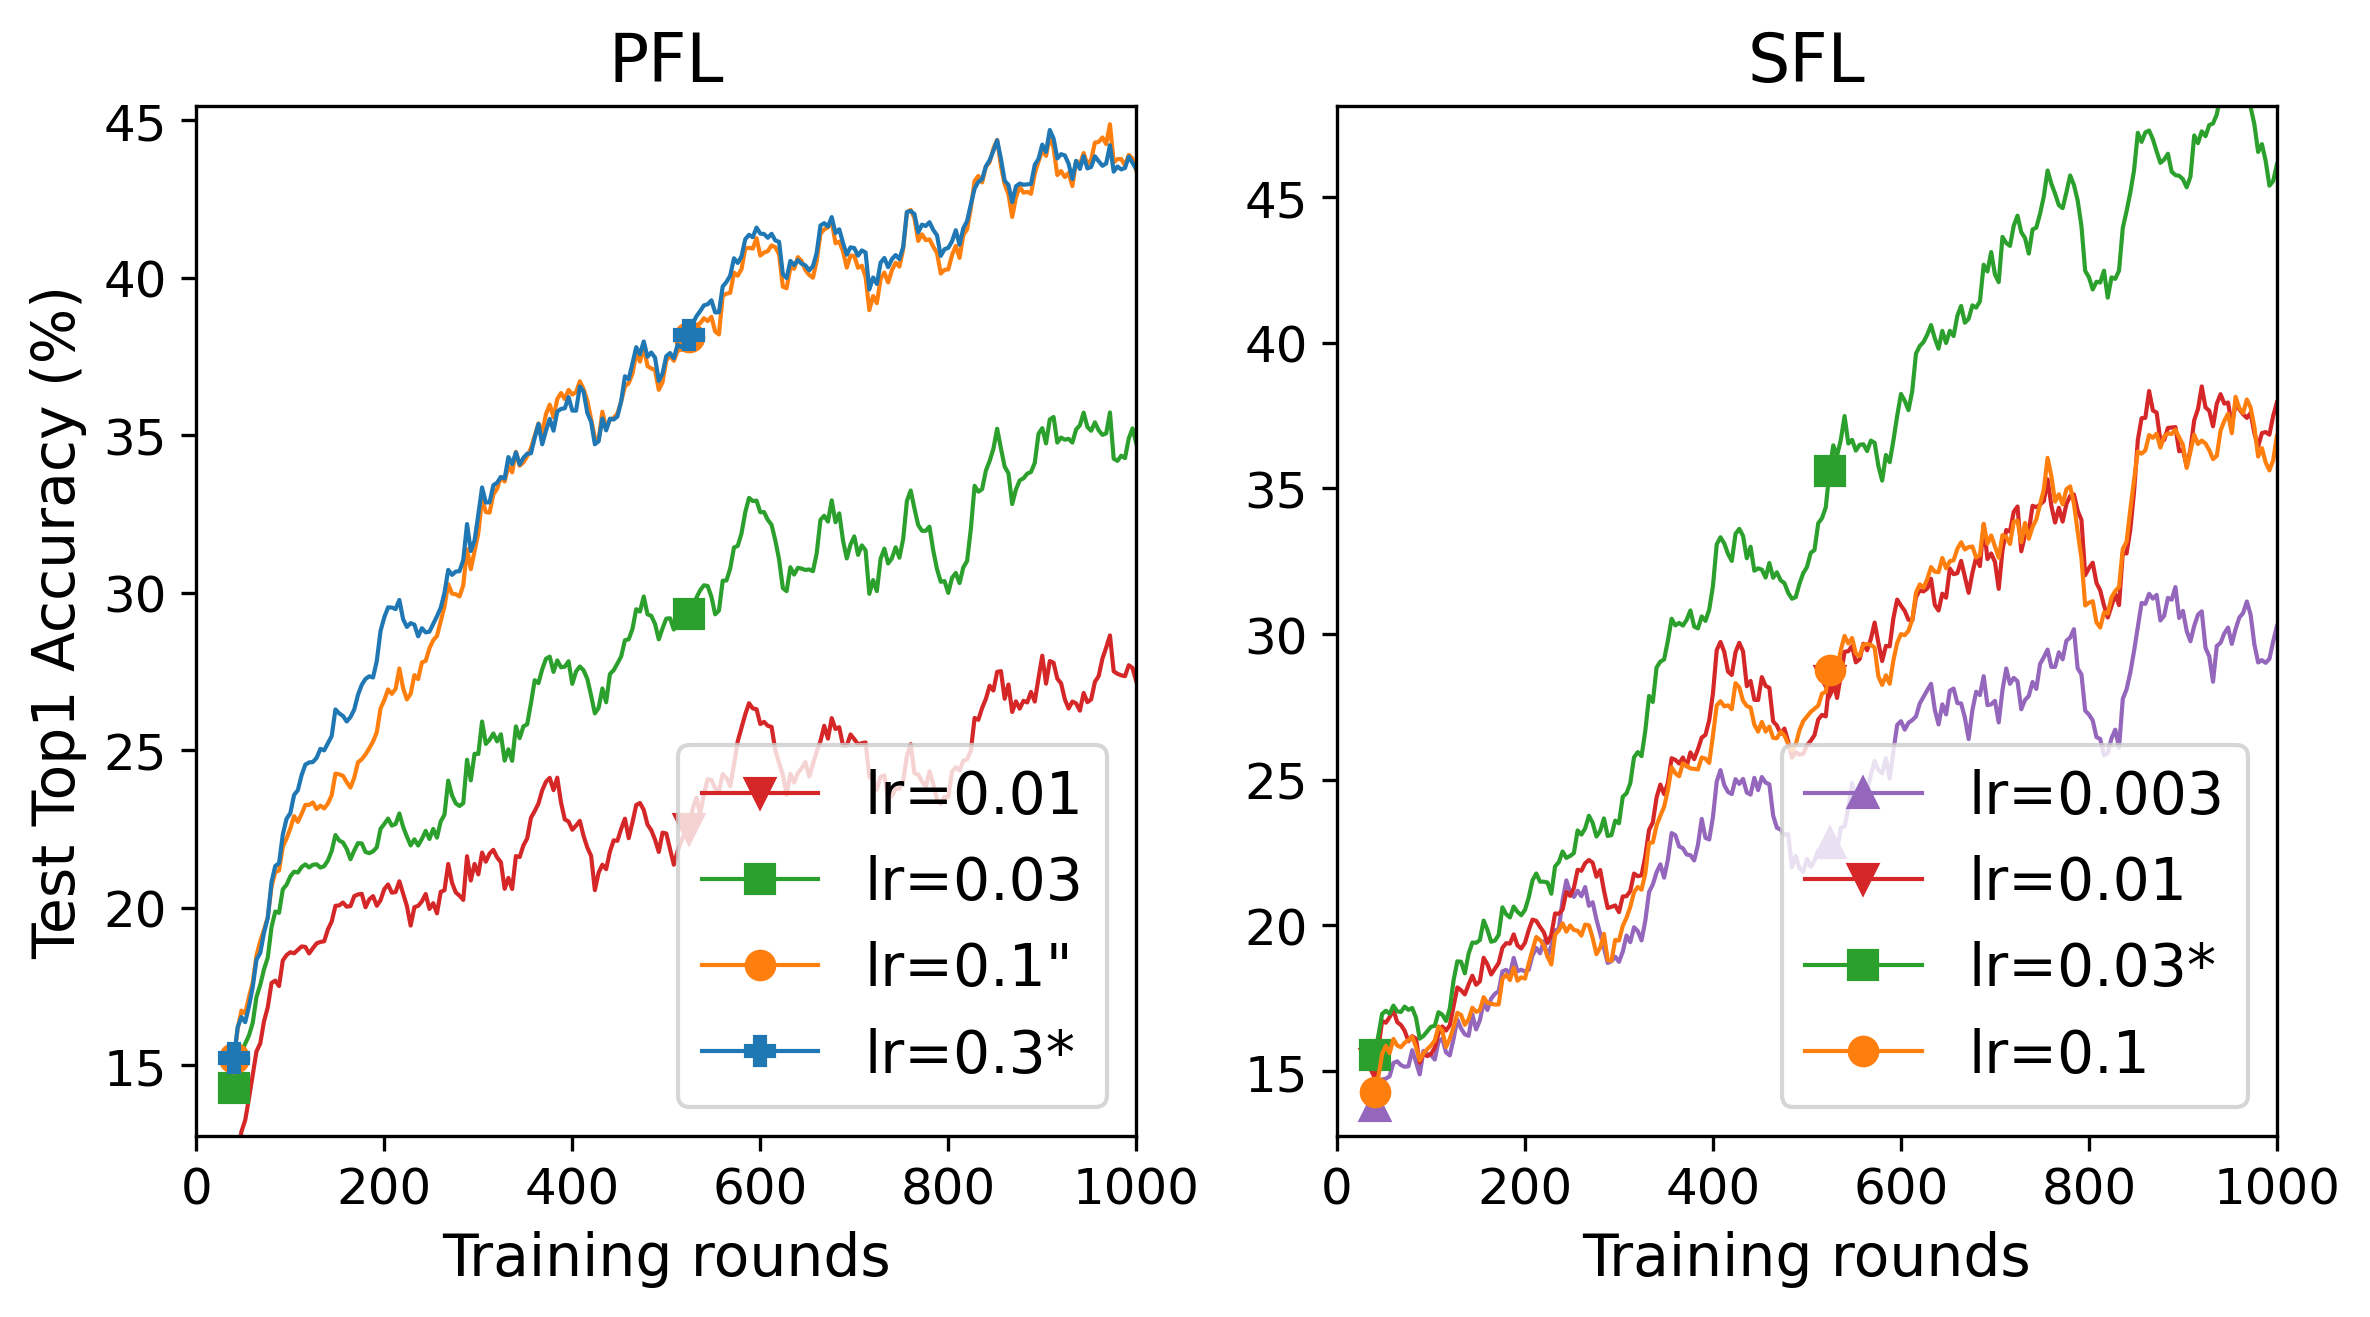 PFL
Test Top1 Accuracy (%)
45
40
35
30
25
20
15
0 200 400 600 800 1000
Training rounds
lr=0.01
lr=0.03
lr=0.1"
lr=0.3*
SFL
45
40
35
30
25
20
15
0 200 400 600 800 1000
Training rounds
lr=0.003
lr=0.01
lr=0.03*
lr=0.1